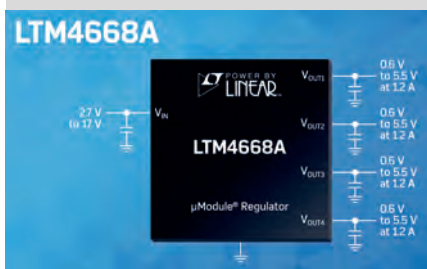 LTM4668A
POWER BY
LINEAR™
2.7 V
to 17 V
VIN
LTM4668A
µModule® Regulator
VOUT1
0.6 V
to 5.5 V
at 1.2 A
VOUT2
0.6 V
to 5.5 V
at 1.2 A
VOUT3
0.6 V
to 5.5 V
at 1.2 A
VOUT4
0.6 V
to 5.5 V
at 1.2 A